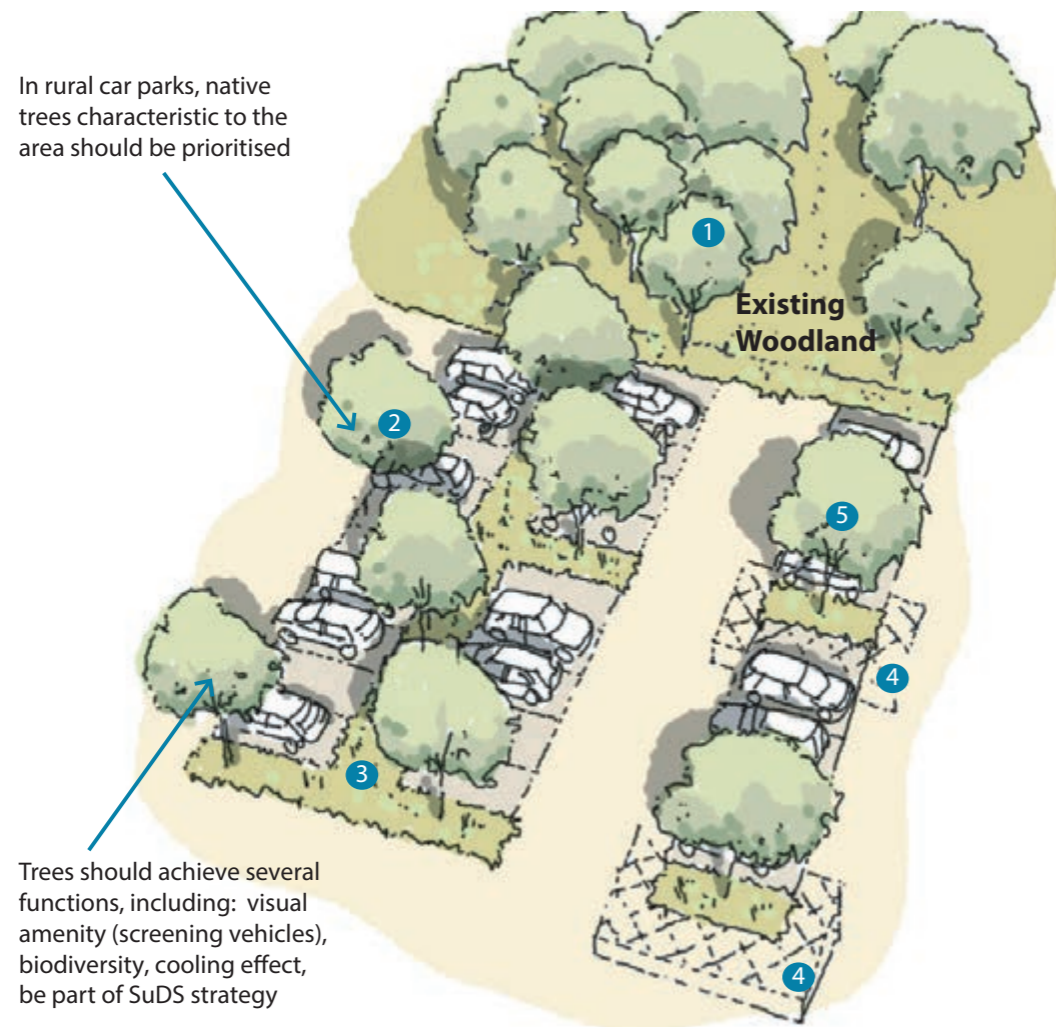 In rural car parks, native
trees characteristic to the
area should be prioritised
1
Existing
Woodland
2
5
4
3
Trees should achieve several
functions, including: visual
amenity (screening vehicles),
biodiversity, cooling effect,
be part of SuDS strategy
4